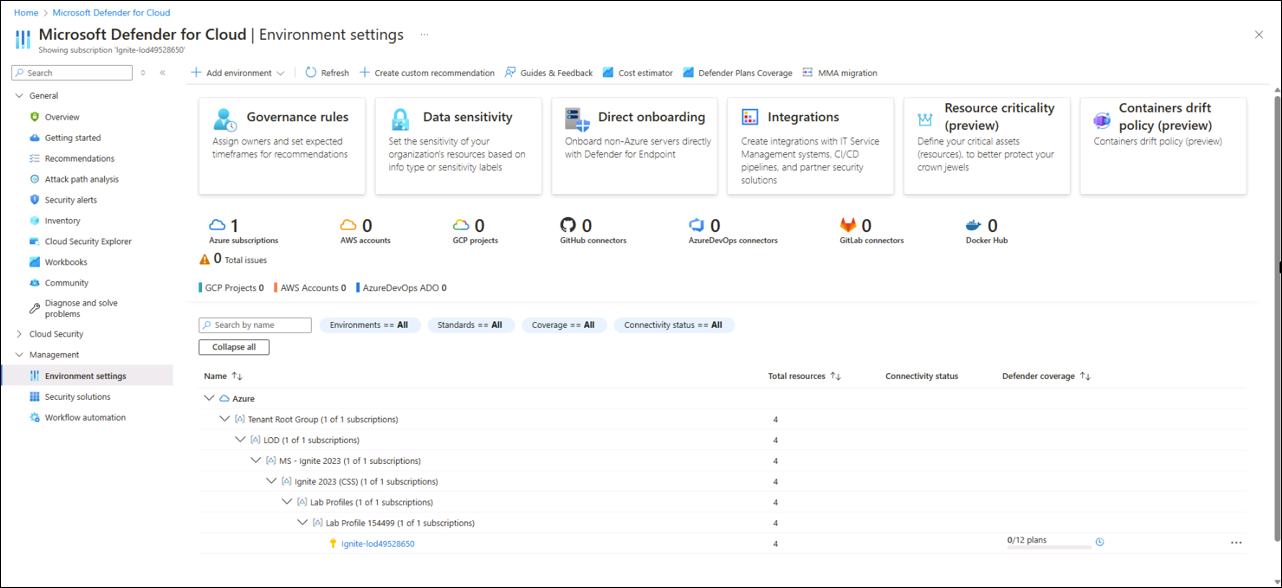 Home > Microsoft Defender for Cloud
Microsoft Defender for Cloud | Environment settings ...
Showing subscription 'Ignite-lod49528650'
Search
General
Overview
Getting started
Recommendations
Attack path analysis
Security alerts
Inventory
Cloud Security Explorer
Workbooks
Community
Diagnose and solve
problems
Cloud Security
Management
Environment settings
Security solutions
Workflow automation
Add environment
Refresh
Create custom recommendation
Guides & Feedback
Cost estimator
Defender Plans Coverage
MMA migration
Governance rules
Assign owners and set expected
timeframes for recommendations
Data sensitivity
Set the sensitivity of your
organization's resources based on
info type or sensitivity labels
Direct onboarding
Onboard non-Azure servers directly
with Defender for Endpoint
Integrations
Create integrations with IT Service
Management systems, CI/CD
pipelines, and partner security
solutions
Resource criticality
(preview)
Define your critical assets
(resources), to better protect your
crown jewels
Containers drift
policy (preview)
Containers drift policy (preview)
1
Azure subscriptions
0
AWS accounts
0
GCP projects
0
GitHub connectors
0
AzureDevOps connectors
0
GitLab connectors
0
Docker Hub
0 Total issues
GCP Projects 0 AWS Accounts 0 AzureDevOps ADO 0
Search by name
Environments == All
Standards == All
Coverage == All
Connectivity status == All
Collapse all
Name Total resources Connectivity status Defender coverage
Azure
Tenant Root Group (1 of 1 subscriptions) 4
LOD (1 of 1 subscriptions) 4
MS - Ignite 2023 (1 of 1 subscriptions) 4
Ignite 2023 (CSS) (1 of 1 subscriptions) 4
Lab Profiles (1 of 1 subscriptions) 4
Lab Profile 154499 (1 of 1 subscriptions) 4
Ignite-lod49528650 4 0/12 plans ...